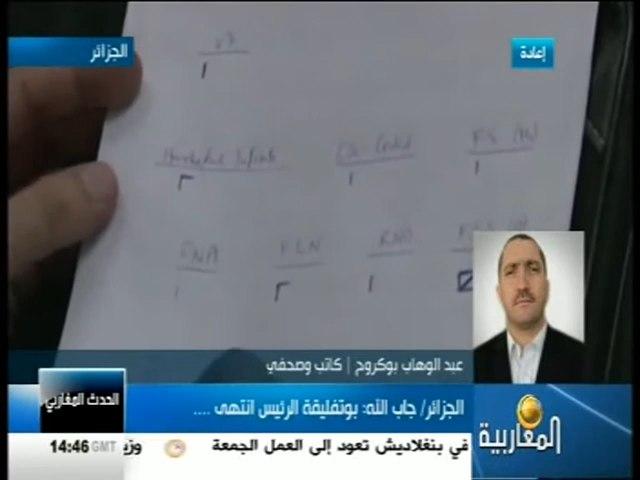 الجزائر
إعادة
FNA
FLN
RND
عبد الوهاب بوكروح | كاتب وصحفي
الجزائر/ جاب الله: بوتفليقة الرئيس انتهى ....
الحدث المغاربي
المغاربية
14:46 GMT
في بنغلاديش تعود إلى العمل الجمعة
وزير